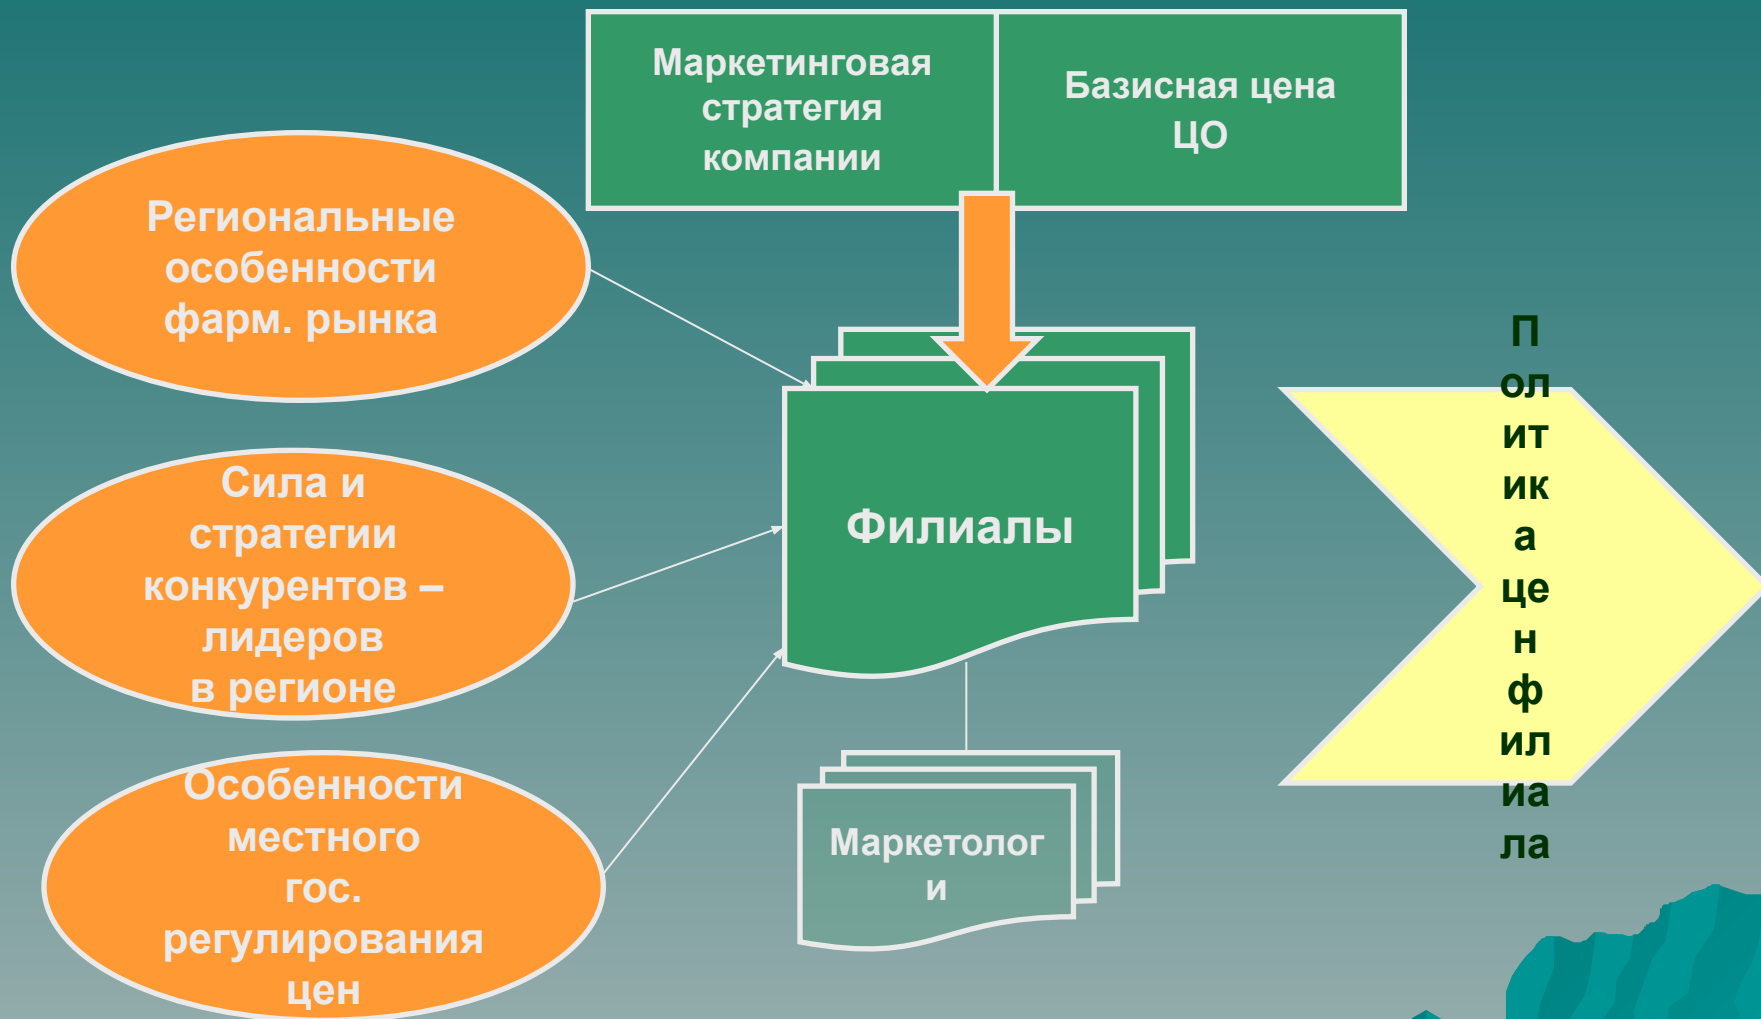 Маркетинговая
стратегия
компании
Базисная цена
ЦО
Региональные
особенности
фарм. рынка
Сила и
стратегии
конкурентов –
лидеров
в регионе
Особенности
местного
гос.
регулирования
цен
Филиалы
Маркетолог
и
П
ол
ит
ик
а
це
н
ф
ил
иа
ла